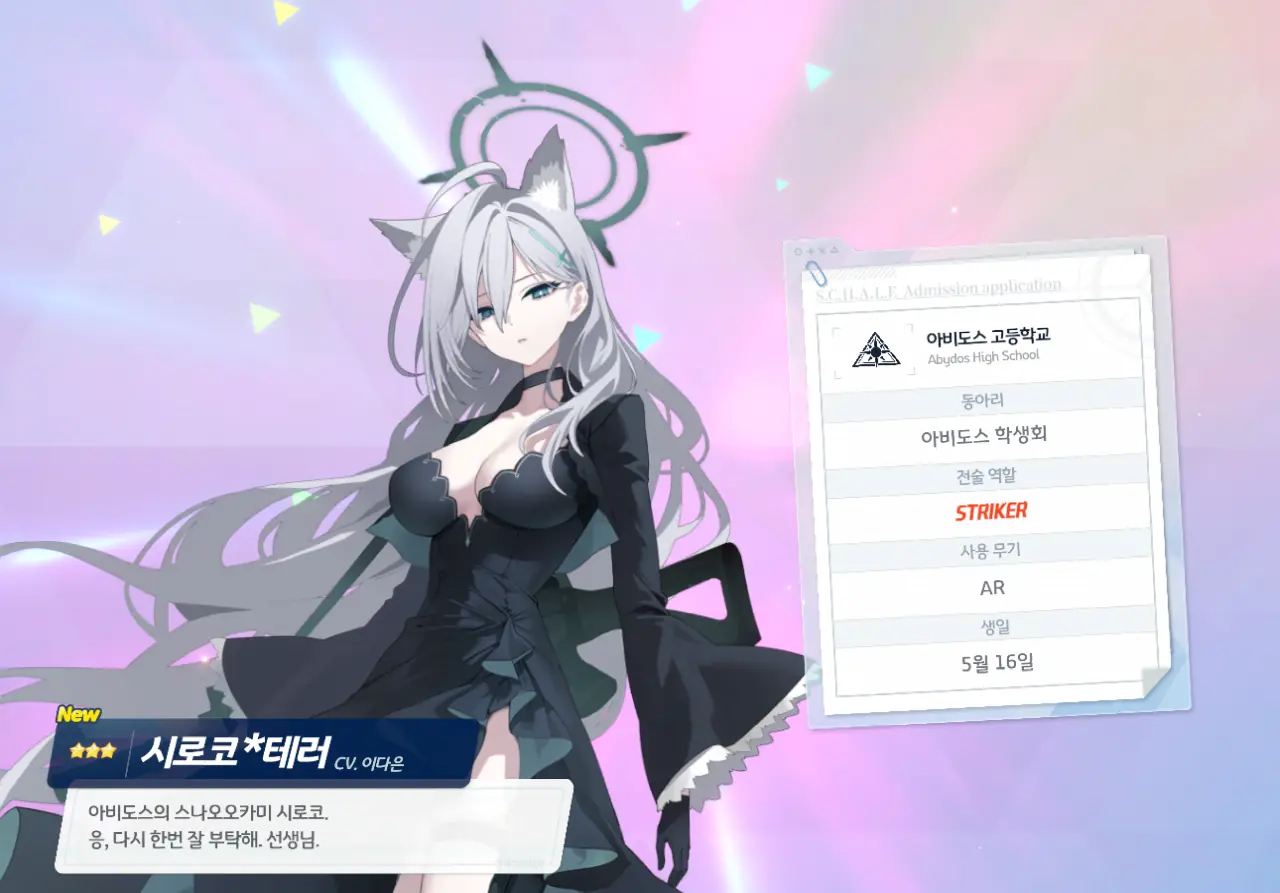 S.C.H.A.L.E. Admission application
아비도스 고등학교
Abydos High School
동아리
아비도스 학생회
전술 역할
STRIKER
사용 무기
AR
생일
5월 16일
New
시로코*테러 CV. 이다은
아비도스의 스나오오카미 시로코.
응, 다시 한번 잘 부탁해. 선생님.